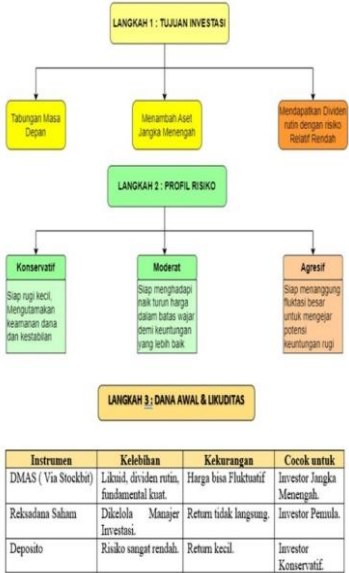 LANGKAH 1 : TUJUAN INVESTASI
Tabungan Masa
Depan
Menambah Aset
Jangka Menengah
Mendapatkan Dividen
rutin dengan risiko
Relatif Rendah
LANGKAH 2 : PROFIL RISIKO
Konservatif
Siap rugi kecil,
Mengutamakan
keamanan dana
dan kestabilan
Moderat
Siap menghadapi
naik turun harga
dalam batas wajar
demi keuntungan
yang lebih baik
Agresif
Siap menanggung
fluktasi besar
untuk mengejar
potensi
keuntungan rugi
LANGKAH 3 : DANA AWAL & LIKUDITAS
Instrumen Kelebihan Kekurangan Cocok untuk
DMAS ( Via Stockbit) Likuid, dividen rutin, Harga bisa Fluktuatif Investor Jangka
fundamental kuat. Menengah.
Reksadana Saham Dikelola Manajer Return tidak langsung. Investor Pemula.
Investasi.
Deposito Risiko sangat rendah. Return kecil. Investor
Konservatif.